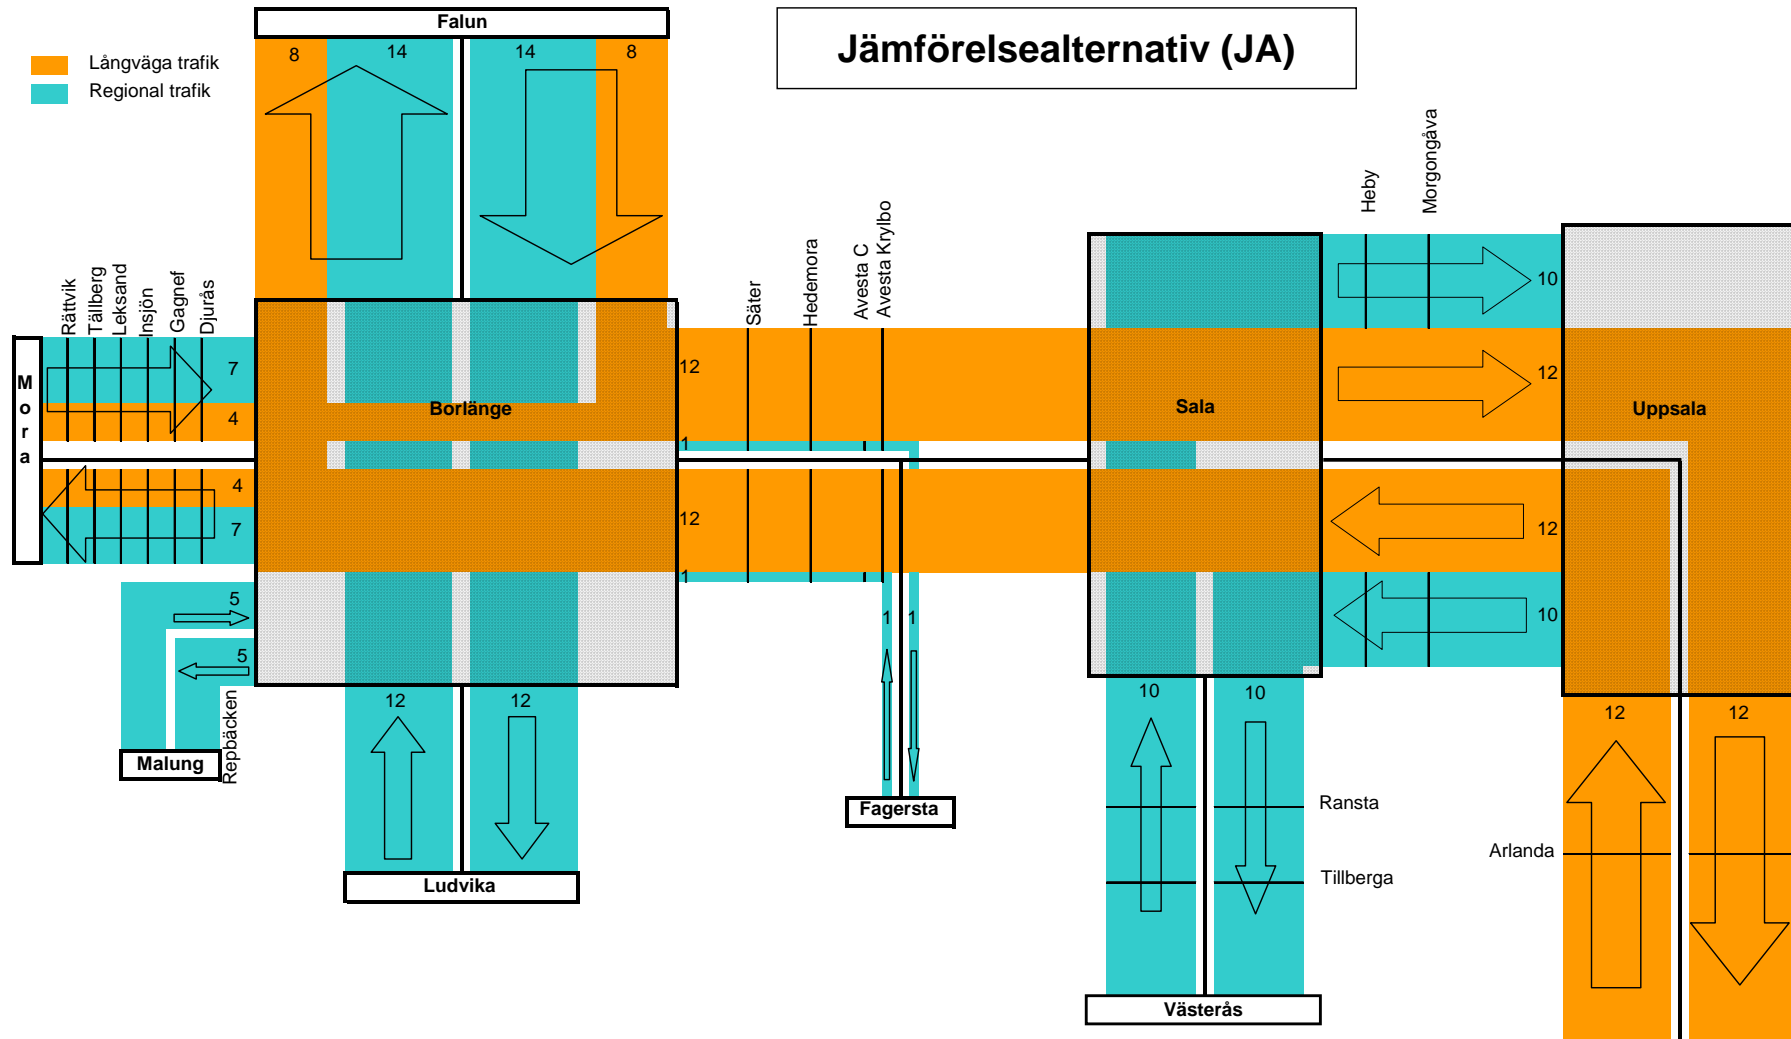 Falun
Jämförelsealternativ (JA)
Långväga trafik
Regional trafik
8
14
14
8
Rättvik
Tällberg
Leksand
Insjön
Gagnef
Djurås
Säter
Hedemora
Avesta C
Avesta Krylbo
Heby
Morgongåva
10
7
12
12
4
Mora
Borlänge
Sala
Uppsala
1
4
7
12
12
10
1
5
5
1
1
Repbäcken
12
12
10
10
12
12
Malung
Fagersta
Ransta
Arlanda
Tillberga
Ludvika
Västerås